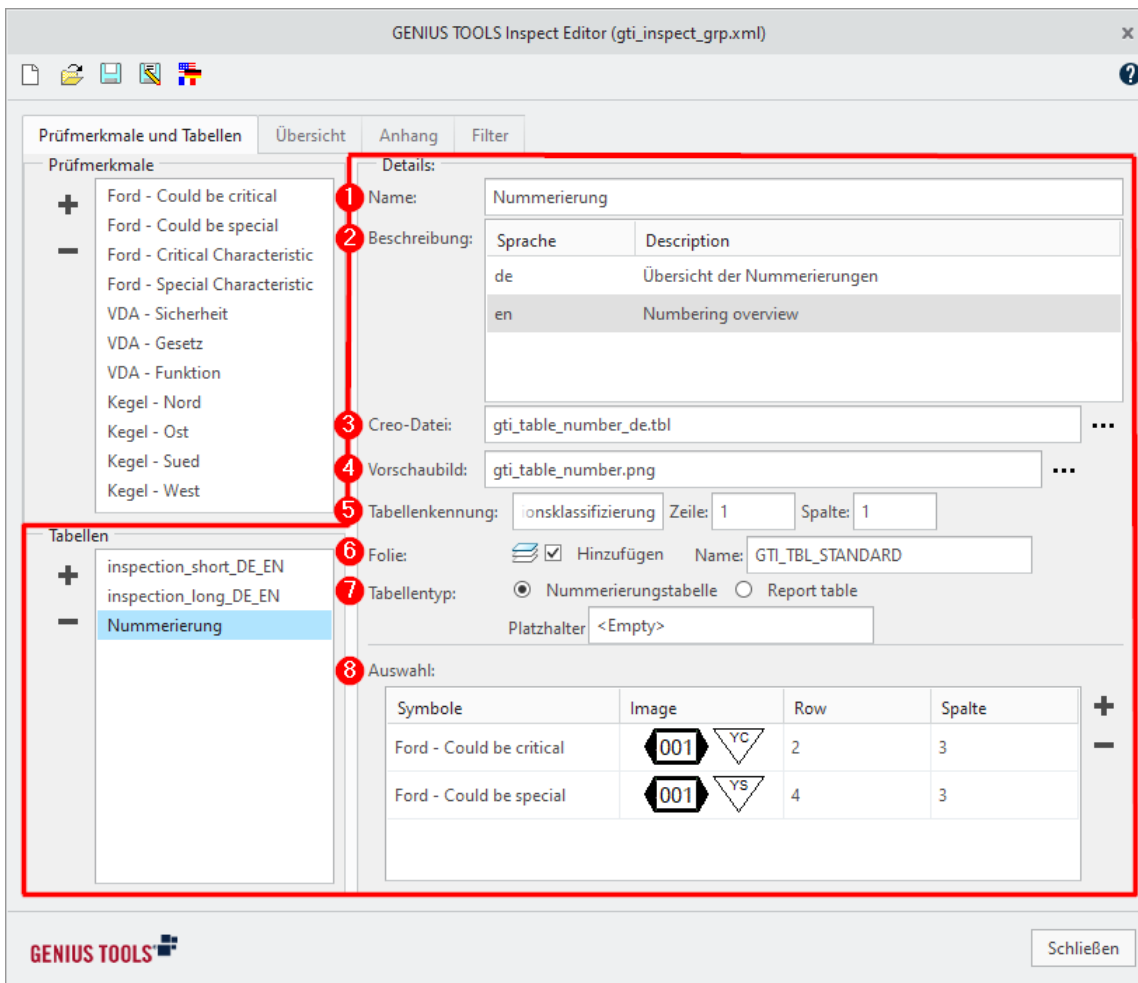 GENIUS TOOLS Inspect Editor (gti_inspect_grp.xml)
Prüfmerkmale und Tabellen Übersicht Anhang Filter
Prüfmerkmale
Ford - Could be critical
Ford - Could be special
Ford - Critical Characteristic
Ford - Special Characteristic
VDA - Sicherheit
VDA - Gesetz
VDA - Funktion
Kegel - Nord
Kegel - Ost
Kegel - Sued
Kegel - West
Tabellen
inspection_short_DE_EN
inspection_long_DE_EN
Nummerierung
Details:
1 Name: Nummerierung
2 Beschreibung: Sprache Description
de Übersicht der Nummerierungen
en Numbering overview
3 Creo-Datei: gti_table_number_de.tbl ...
4 Vorschaubild: gti_table_number.png ...
5 Tabellenkennung: ionsklassifizierung Zeile: 1 Spalte: 1
6 Folie: Hinzufügen Name: GTI_TBL_STANDARD
7 Tabellentyp: Nummerierungstabelle Report table
Platzhalter <Empty>
8 Auswahl:
Symbole Image Row Spalte
Ford - Could be critical 001 YC 2 3
Ford - Could be special 001 YS 4 3
GENIUS TOOLS
Schließen